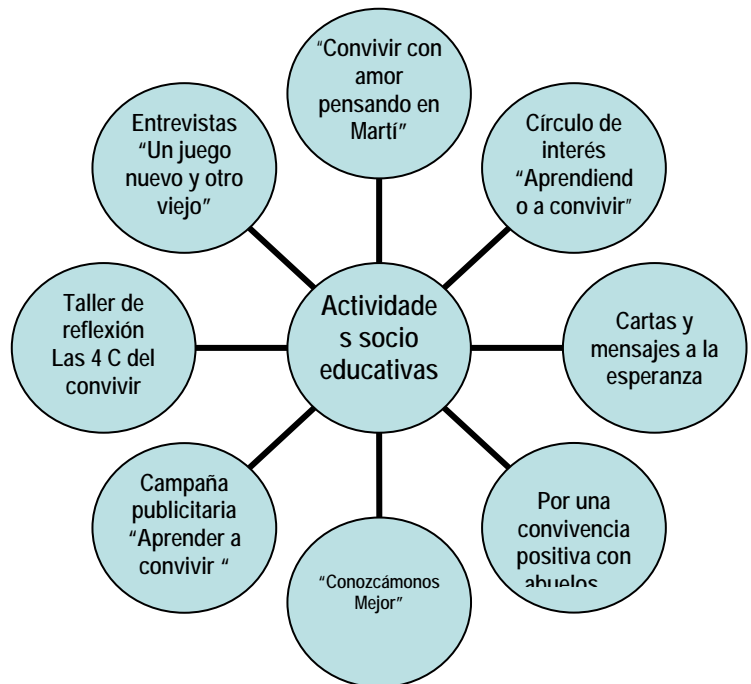 “Convivir con
amor
pensando en
Martí”
Círculo de
interés
“Aprendiend
o a convivir”
Cartas y
mensajes a la
esperanza
Por una
convivencia
positiva con
abuelos
“Conozcámonos
Mejor”
Campaña
publicitaria
“Aprender a
convivir “
Taller de
reflexión
Las 4 C del
convivir
Entrevistas
“Un juego
nuevo y otro
viejo”
Actividade
s socio
educativas